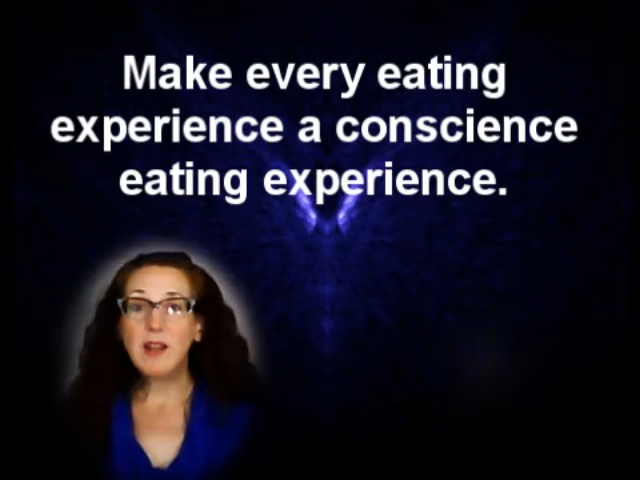 Make every eating
experience a conscience
eating experience.